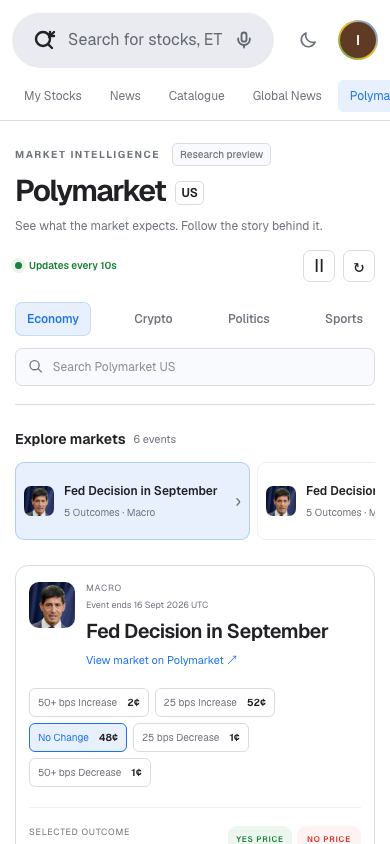 Search for stocks, ET
I
My Stocks
News
Catalogue
Global News
Polyma
MARKET INTELLIGENCE
Research preview
Polymarket
US
See what the market expects. Follow the story behind it.
Updates every 10s
Economy
Crypto
Politics
Sports
Search Polymarket US
Explore markets
6 events
Fed Decision in September
5 Outcomes · Macro
Fed Decision
5 Outcomes · M
MACRO
Event ends 16 Sept 2026 UTC
Fed Decision in September
View market on Polymarket ↗
50+ bps Increase 2¢
25 bps Increase 52¢
No Change 48¢
25 bps Decrease 1¢
50+ bps Decrease 1¢
SELECTED OUTCOME
YES PRICE
NO PRICE